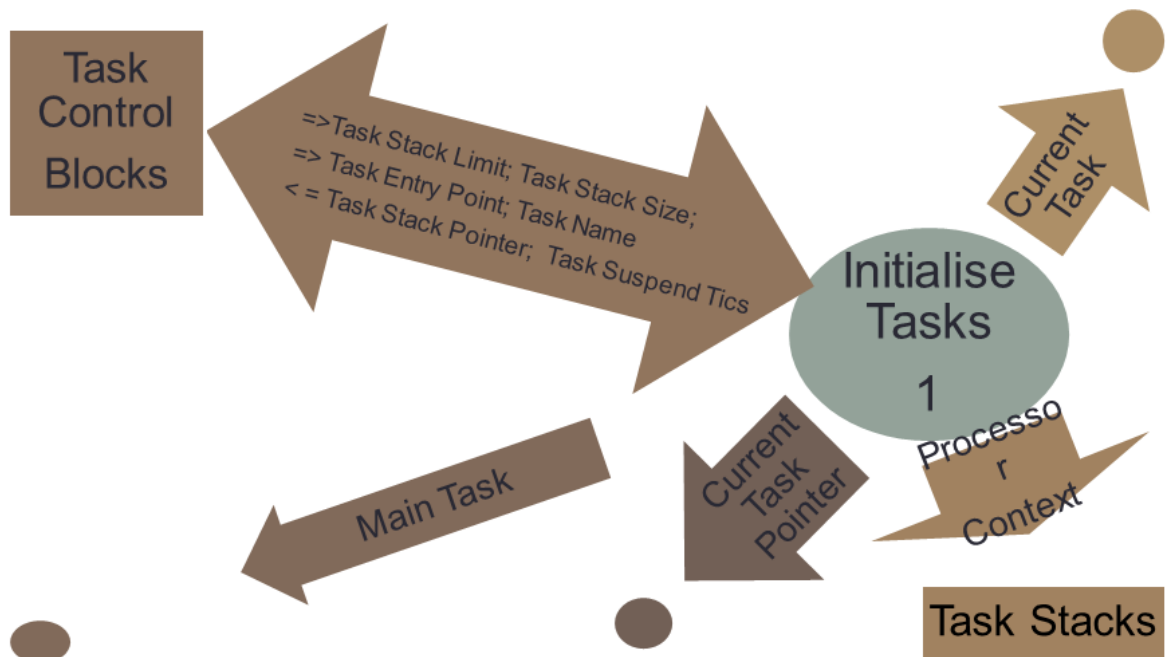 Task
Control
Blocks
=>Task Stack Limit; Task Stack Size;
=> Task Entry Point; Task Name
< = Task Stack Pointer;  Task Suspend Tics
Current
Task
Initialise
Tasks
1
Main Task
Current
Task
Pointer
Processo
r
Context
Task Stacks